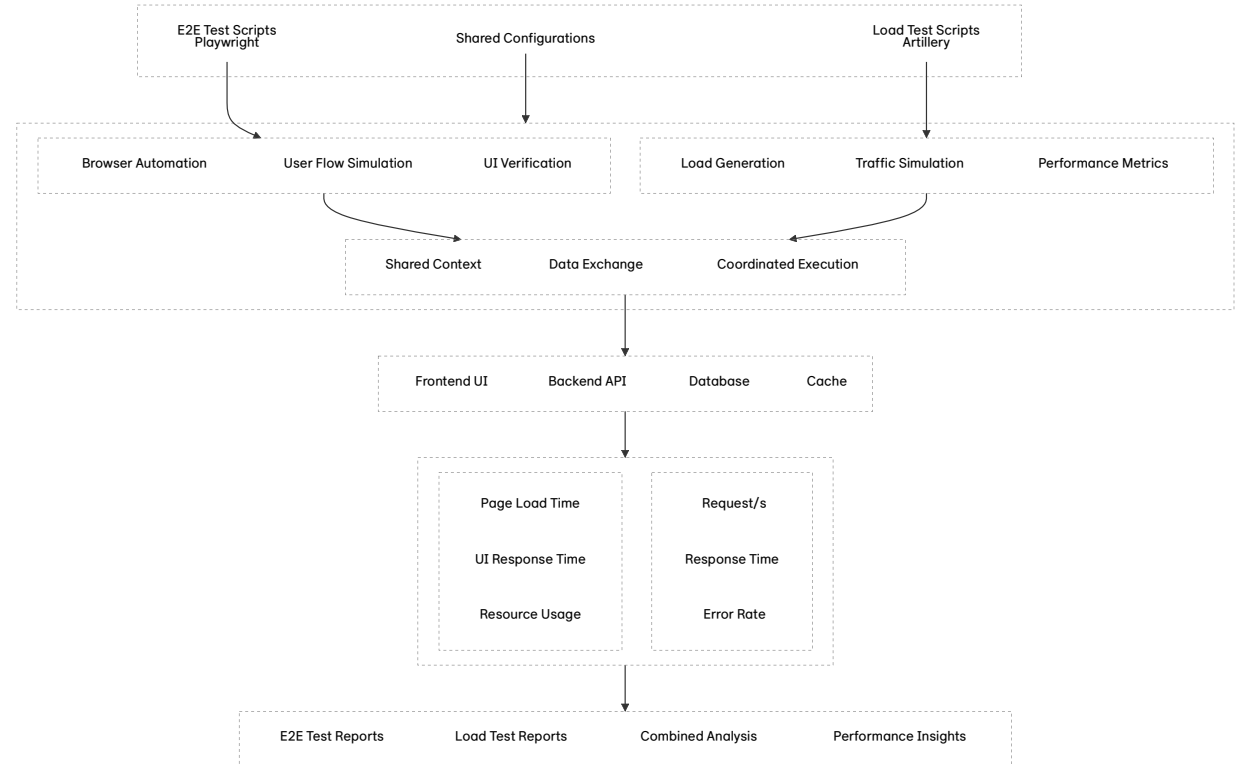 E2E Test Scripts
Playwright
Shared Configurations
Load Test Scripts
Artillery
Browser Automation
User Flow Simulation
UI Verification
Load Generation
Traffic Simulation
Performance Metrics
Shared Context
Data Exchange
Coordinated Execution
Frontend UI
Backend API
Database
Cache
Page Load Time
UI Response Time
Resource Usage
Request/s
Response Time
Error Rate
E2E Test Reports
Load Test Reports
Combined Analysis
Performance Insights